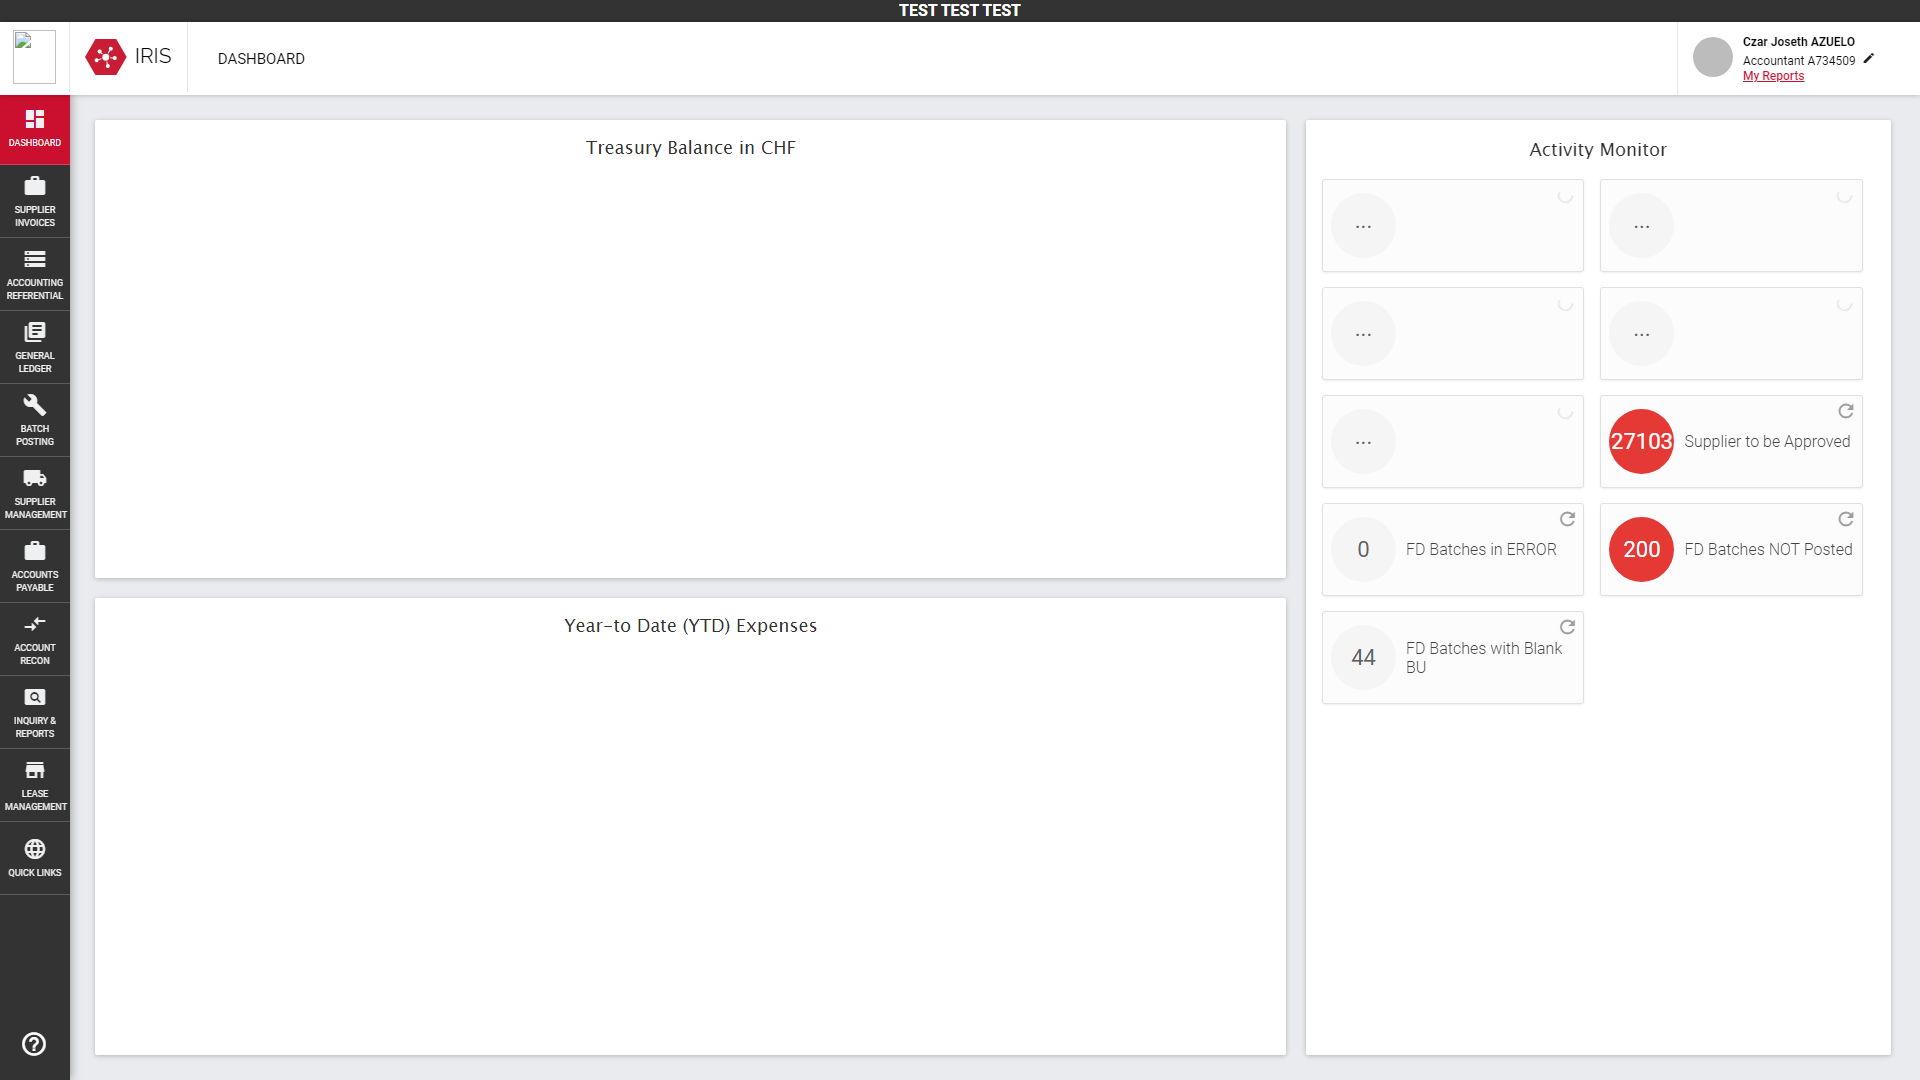 TEST TEST TEST
IRIS
DASHBOARD
Czar Joseth AZUELO
Accountant A734509
My Reports
DASHBOARD
SUPPLIER
INVOICES
ACCOUNTING
REFERENTIAL
GENERAL
LEDGER
BATCH
POSTING
SUPPLIER
MANAGEMENT
ACCOUNTS
PAYABLE
ACCOUNT
RECON
INQUIRY &
REPORTS
LEASE
MANAGEMENT
QUICK LINKS
Treasury Balance in CHF
Year-to Date (YTD) Expenses
Activity Monitor
...
...
...
...
...
27103 Supplier to be Approved
0 FD Batches in ERROR
200 FD Batches NOT Posted
44 FD Batches with Blank
BU